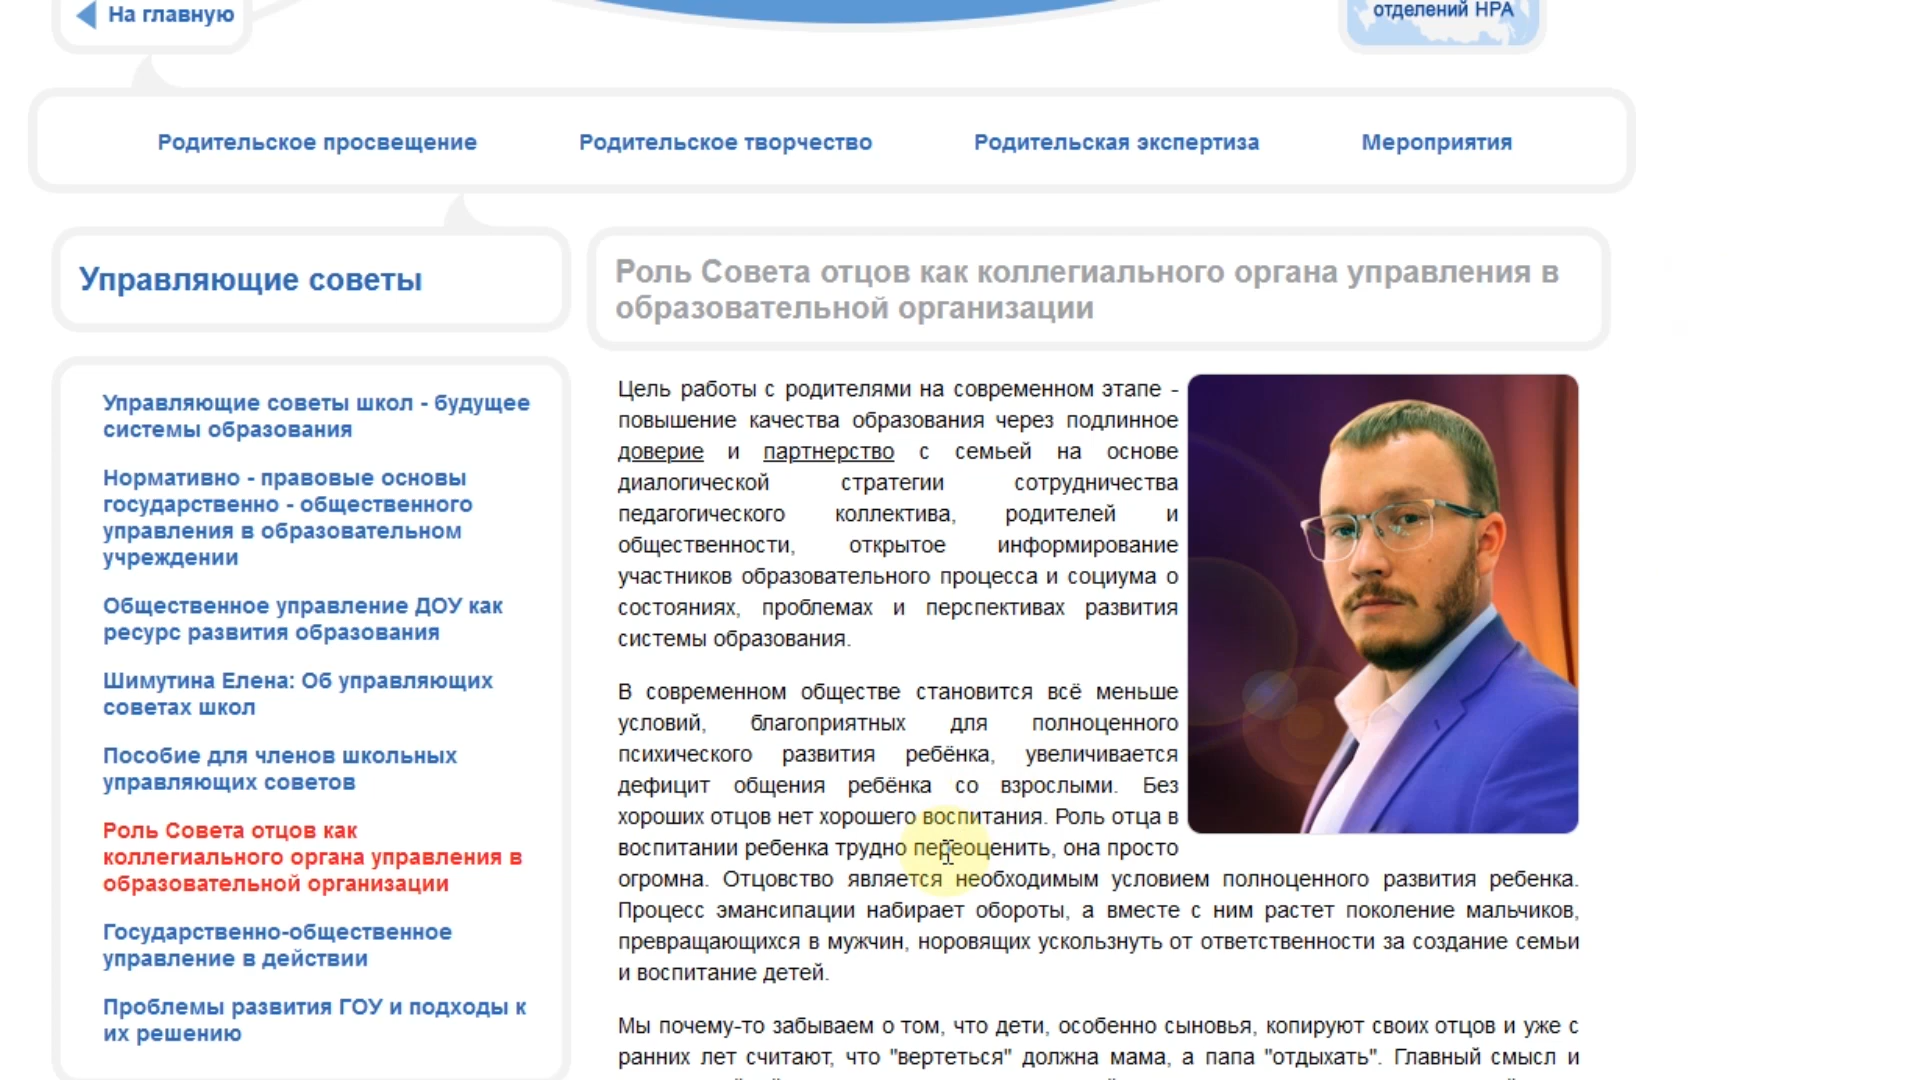 На главную
отделений НРА
Родительское просвещение
Родительское творчество
Родительская экспертиза
Мероприятия
Управляющие советы
Управляющие советы школ - будущее
системы образования
Нормативно - правовые основы
государственно - общественного
управления в образовательном
учреждении
Общественное управление ДОУ как
ресурс развития образования
Шимутина Елена: Об управляющих
советах школ
Пособие для членов школьных
управляющих советов
Роль Совета отцов как
коллегиального органа управления в
образовательной организации
Государственно-общественное
управление в действии
Проблемы развития ГОУ и подходы к
их решению
Роль Совета отцов как коллегиального органа управления в
образовательной организации
Цель работы с родителями на современном этапе -
повышение качества образования через подлинное
доверие и партнерство с семьей на основе
диалогической стратегии сотрудничества
педагогического коллектива, родителей и
общественности, открытое информирование
участников образовательного процесса и социума о
состояниях, проблемах и перспективах развития
системы образования.
В современном обществе становится всё меньше
условий, благоприятных для полноценного
психического развития ребёнка, увеличивается
дефицит общения ребёнка со взрослыми. Без
хороших отцов нет хорошего воспитания. Роль отца в
воспитании ребенка трудно переоценить, она просто
огромна. Отцовство является необходимым условием полноценного развития ребенка.
Процесс эмансипации набирает обороты, а вместе с ним растет поколение мальчиков,
превращающихся в мужчин, норовящих ускользнуть от ответственности за создание семьи
и воспитание детей.
Мы почему-то забываем о том, что дети, особенно сыновья, копируют своих отцов и уже с
ранних лет считают, что "вертеться" должна мама, а папа "отдыхать". Главный смысл и